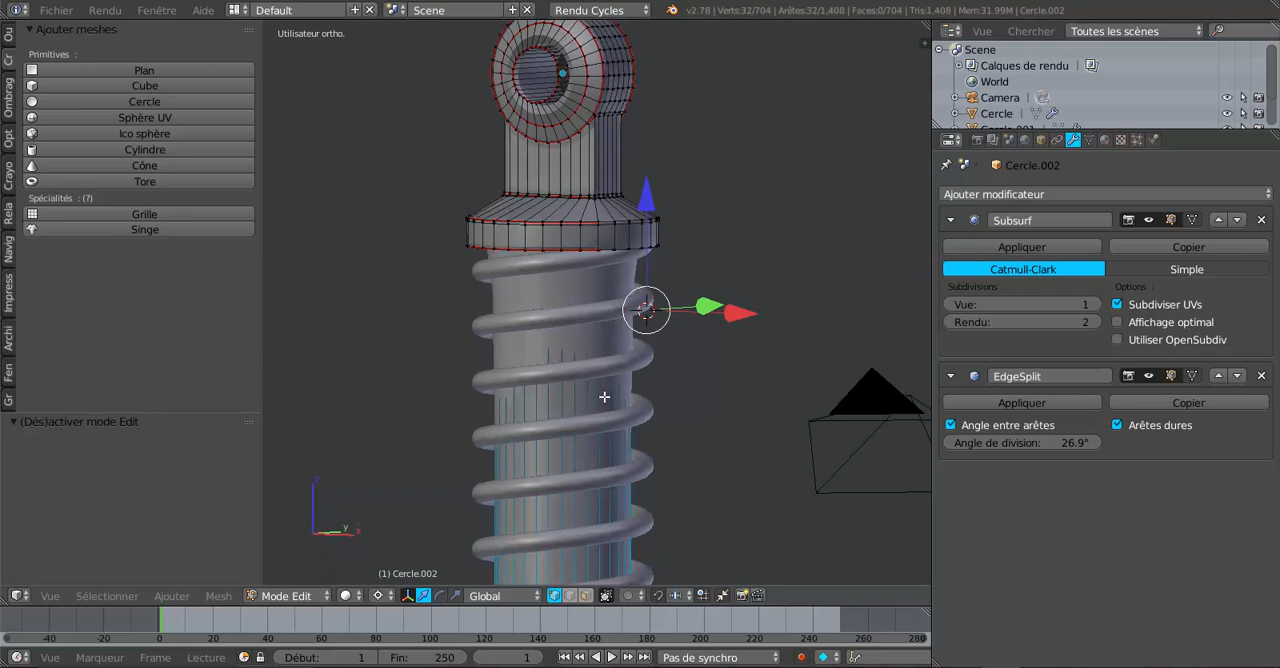 Fichier Rendu Fenêtre Aide Default Scene Rendu Cycles v2.78 | Vertices:32/704 | Arêtes:32/1,408 | Faces:0/704 | Tris:1,408 | Mem:31.99M | Cercle.002
Ajouter meshes
Primitives :
Plan
Cube
Cercle
Sphère UV
Ico sphère
Cylindre
Cône
Tore
Spécialités : (?)
Grille
Singe
(Dés)activer mode Edit
Ou
Cr
Ombrag
Opt
Crayo
Rela
Navig
Impress
Archi
Fen
Gr
Utilisateur ortho.
z
y
x
(1) Cercle.002
Vue Sélectionner Ajouter Mesh Mode Edit Global
-40 -20 0 20 40 60 80 100 120 140 160 180 200 220 240 260 280
Vue Marqueur Frame Lecture Début: 1 Fin: 250 1 Pas de synchro
Vue Chercher Toutes les scènes
Scene
Calques de rendu
World
Camera
Cercle
Cercle.002
Ajouter modificateur
Subsurf
Appliquer Copier
Catmull-Clark Simple
Subdivisions Options
Vue: 1 Subdiviser UVs
Rendu: 2 Affichage optimal
Utiliser OpenSubdiv
EdgeSplit
Appliquer Copier
Angle entre arêtes Arêtes dures
Angle de division: 26.9°